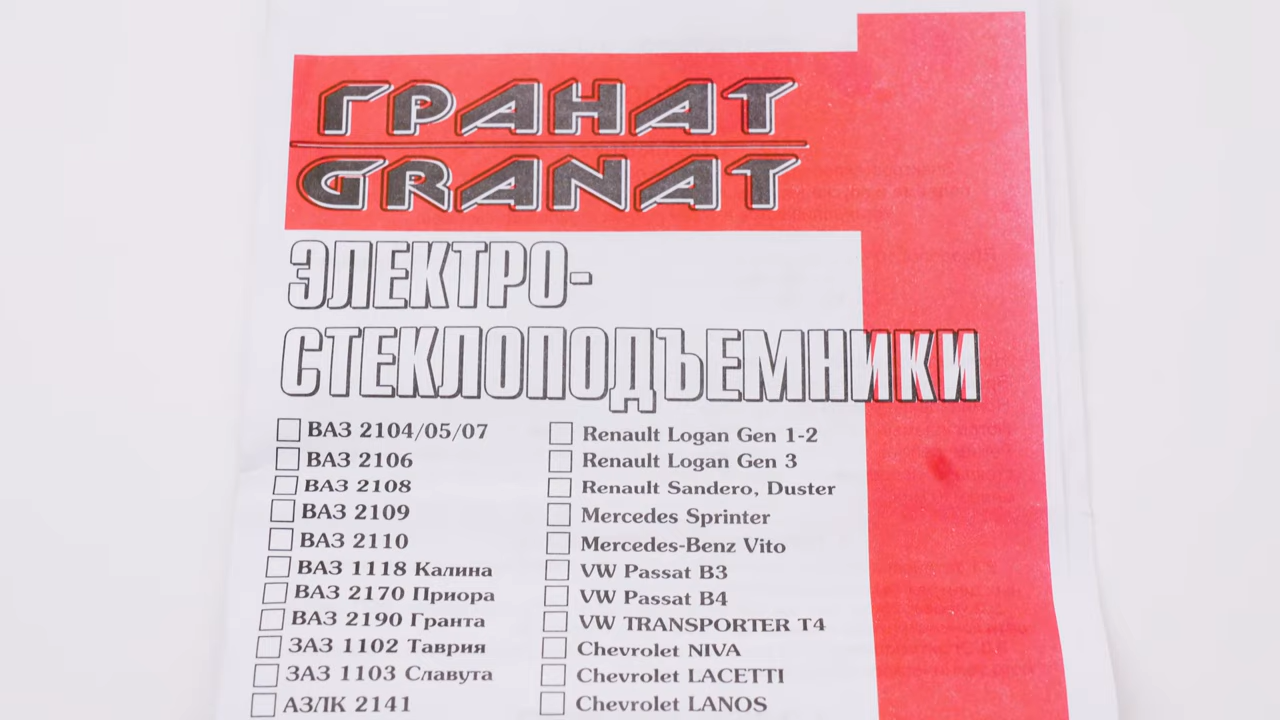 ГРАНАТ
GRANAT
ЭЛЕКТРО-
СТЕКЛОПОДЪЕМНИКИ
ВАЗ 2104/05/07
ВАЗ 2106
ВАЗ 2108
ВАЗ 2109
ВАЗ 2110
ВАЗ 1118 Калина
ВАЗ 2170 Приора
ВАЗ 2190 Гранта
ЗАЗ 1102 Таврия
ЗАЗ 1103 Славута
АЗЛК 2141
Renault Logan Gen 1-2
Renault Logan Gen 3
Renault Sandero, Duster
Mercedes Sprinter
Mercedes-Benz Vito
VW Passat B3
VW Passat B4
VW TRANSPORTER T4
Chevrolet NIVA
Chevrolet LACETTI
Chevrolet LANOS